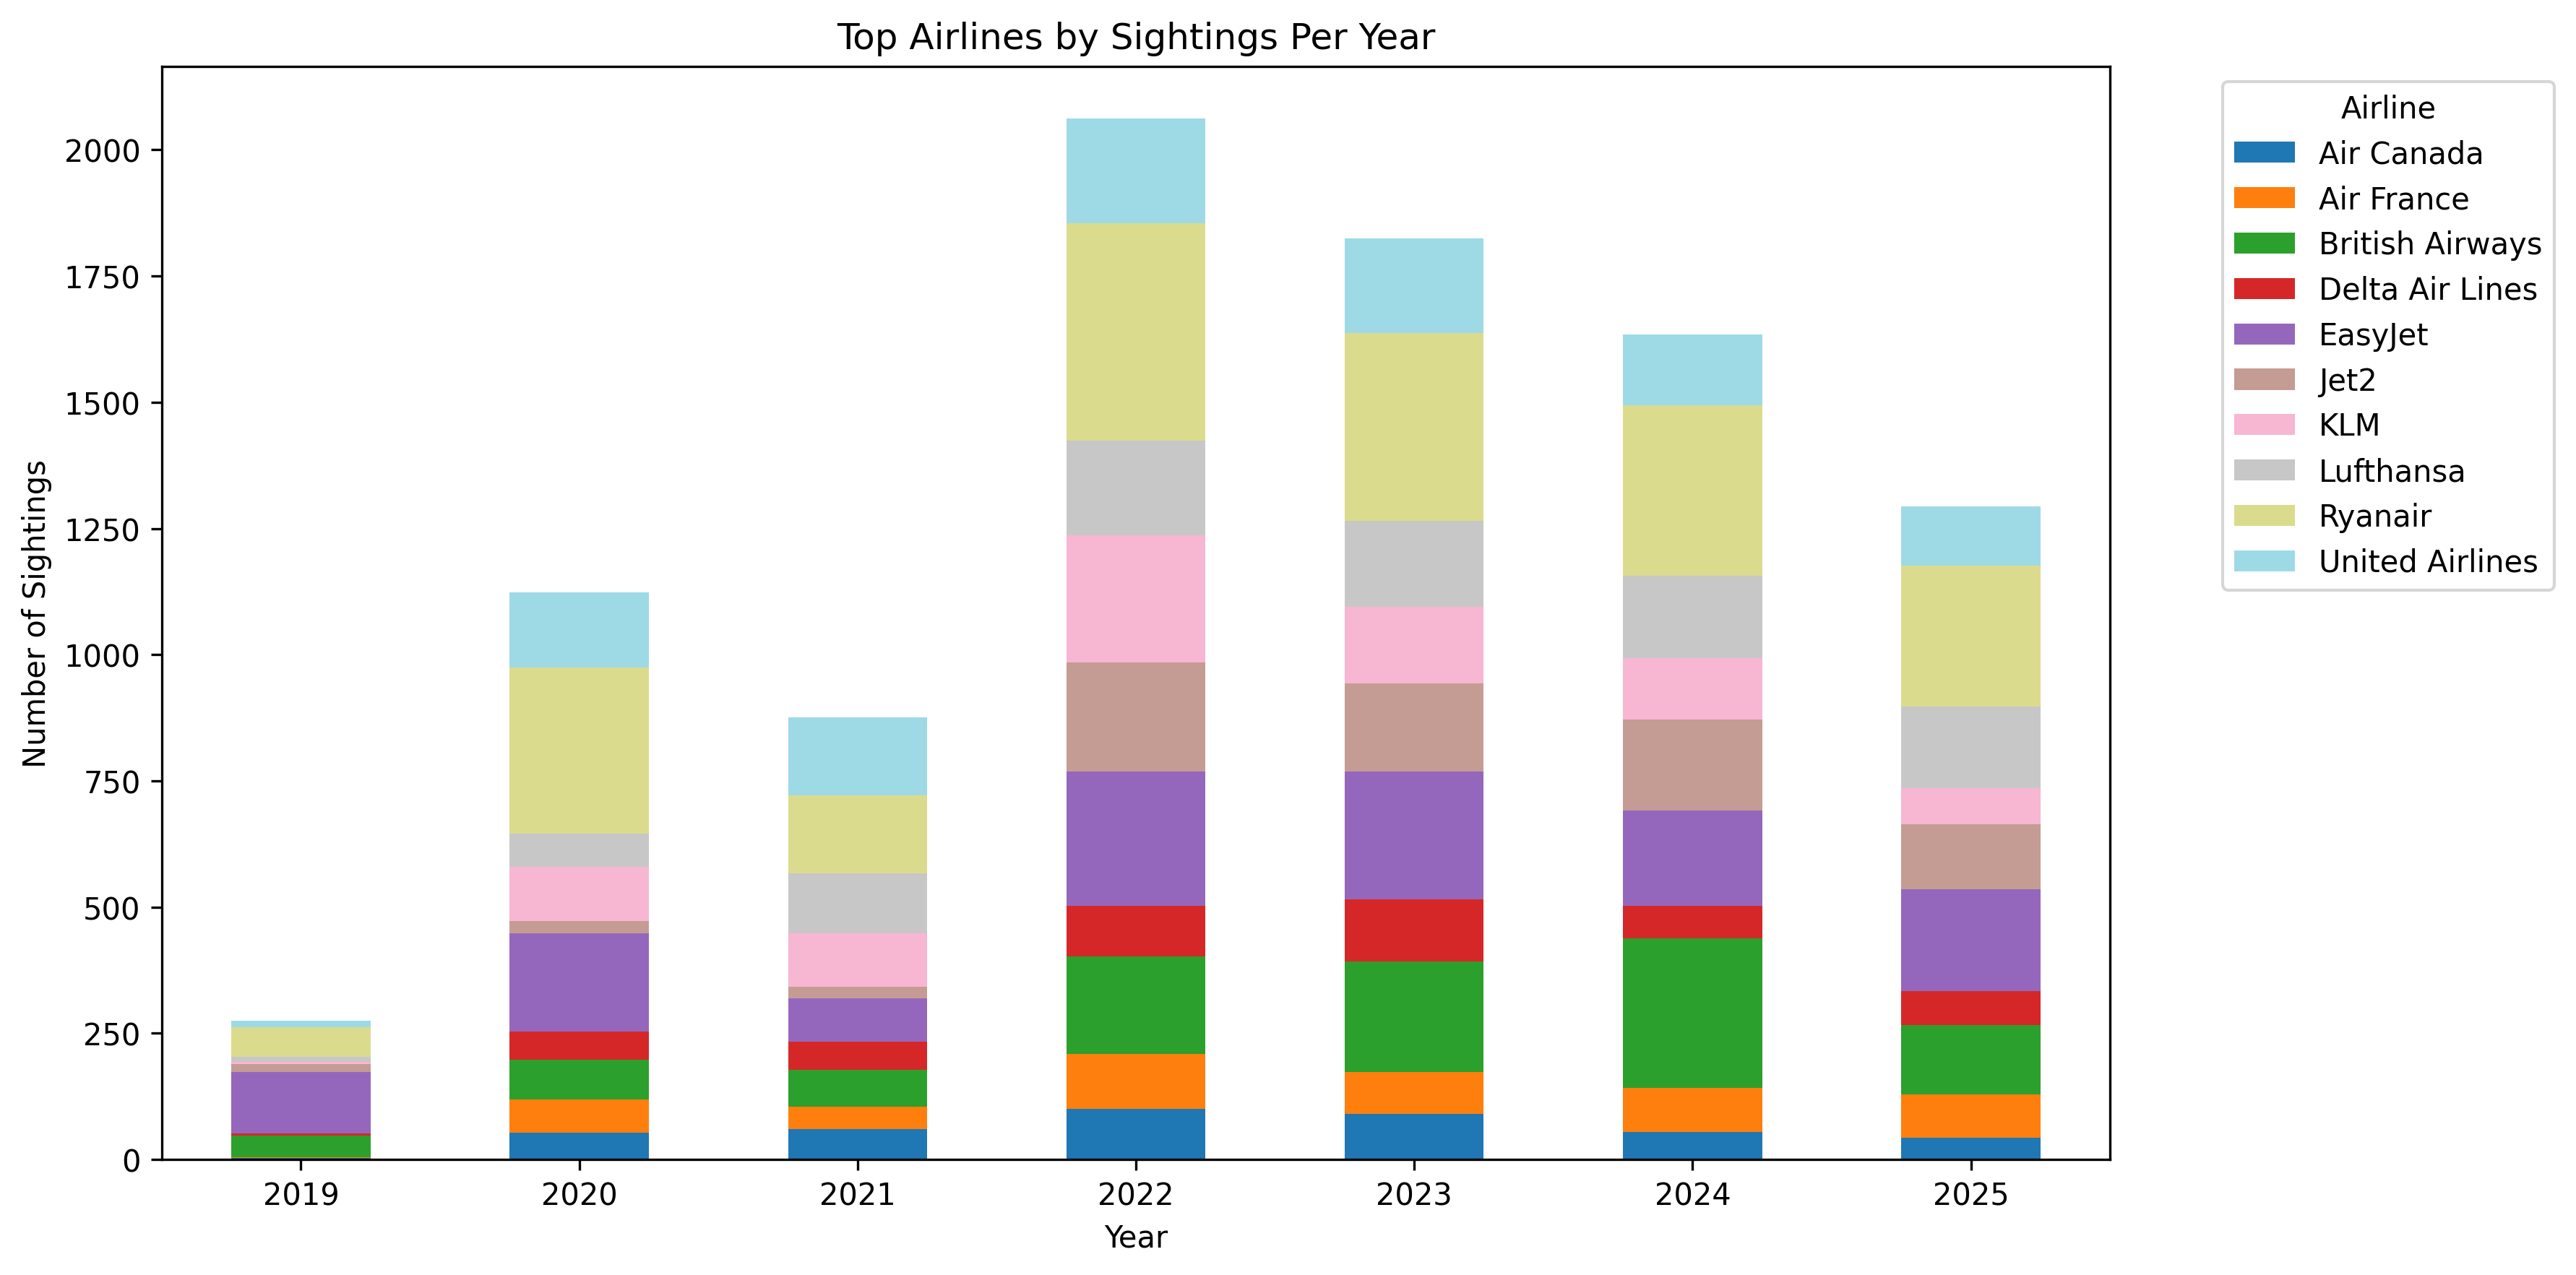 Top Airlines by Sightings Per Year
Number of Sightings
2000
1750
1500
1250
1000
750
500
250
0
2019 2020 2021 2022 2023 2024 2025
Year
Airline
Air Canada
Air France
British Airways
Delta Air Lines
EasyJet
Jet2
KLM
Lufthansa
Ryanair
United Airlines